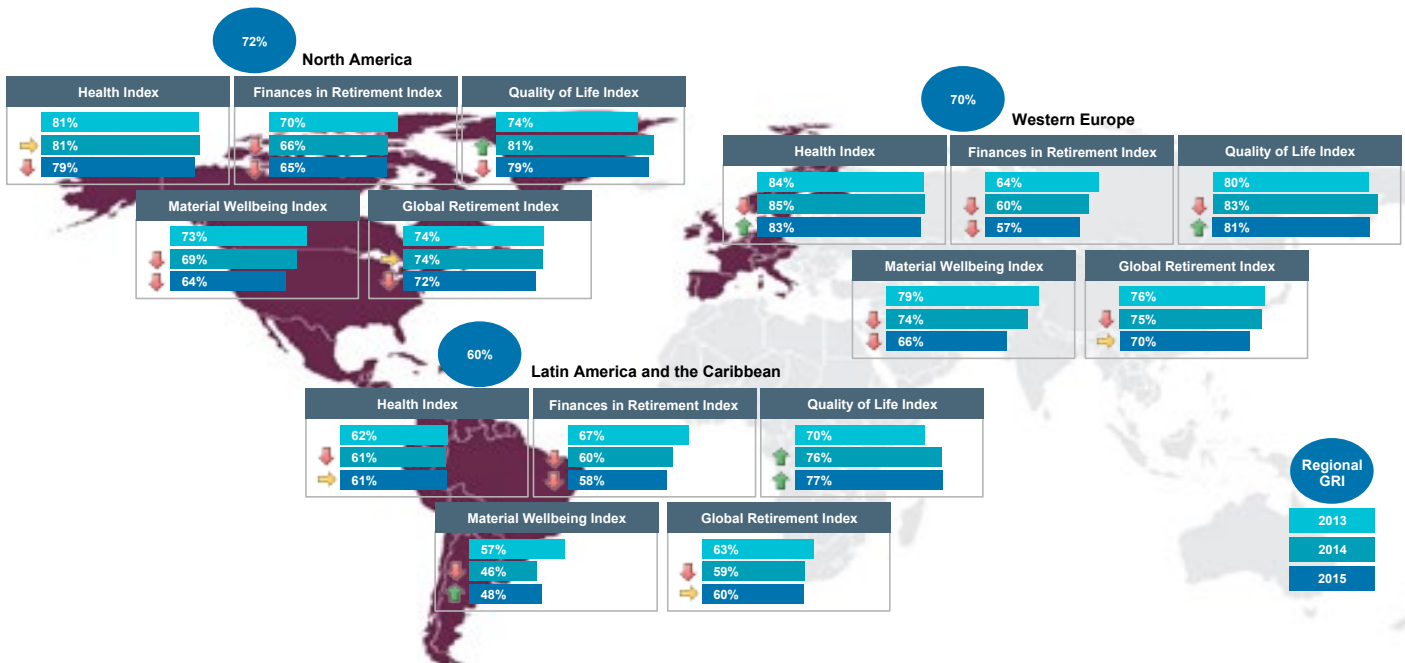 72%
North America
Health Index
81%
81%
79%
Finances in Retirement Index
70%
66%
65%
Quality of Life Index
74%
81%
79%
Material Wellbeing Index
73%
69%
64%
Global Retirement Index
74%
74%
72%
70%
Western Europe
Health Index
84%
85%
83%
Finances in Retirement Index
64%
60%
57%
Quality of Life Index
80%
83%
81%
Material Wellbeing Index
79%
74%
66%
Global Retirement Index
76%
75%
70%
60%
Latin America and the Caribbean
Health Index
62%
61%
61%
Finances in Retirement Index
67%
60%
58%
Quality of Life Index
70%
76%
77%
Material Wellbeing Index
57%
46%
48%
Global Retirement Index
63%
59%
60%
Regional
GRI
2013
2014
2015